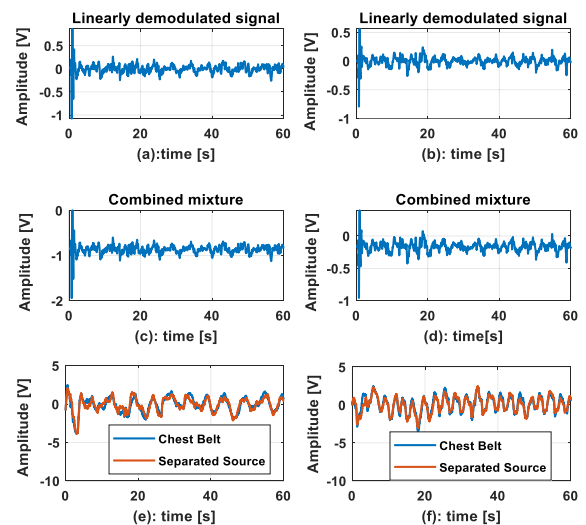 Linearly demodulated signal
Amplitude [V]
0.5
0
-0.5
-1
0
20
40
60
(a):time [s]
Linearly demodulated signal
Amplitude [V]
0.5
0
-0.5
-1
0
20
40
60
(b): time [s]
Combined mixture
Amplitude [V]
0
-1
-2
0
20
40
60
(c): time [s]
Combined mixture
Amplitude [V]
0
-0.5
-1
0
20
40
60
(d): time[s]
Amplitude [V]
5
0
-5
-10
0
20
40
60
Chest Belt
Separated Source
(e): time [s]
Amplitude [V]
5
0
-5
-10
0
20
40
60
Chest Belt
Separated Source
(f): time [s]